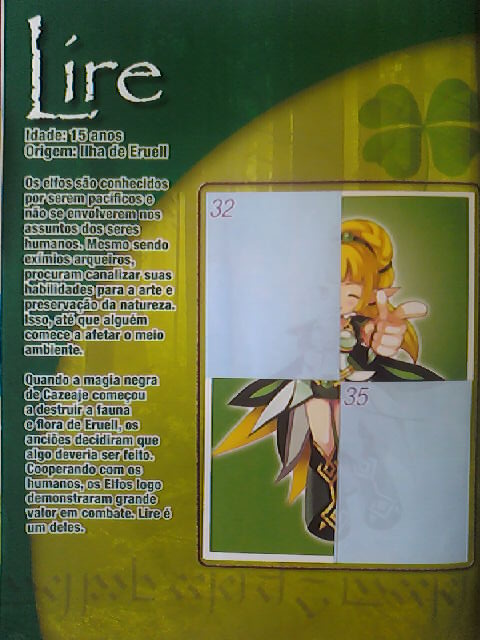 Lire
Idade: 15 anos
Origem: Ilha de Eruell
Os elfos são conhecidos
por serem pacíficos e
não se envolverem nos
assuntos dos seres
humanos. Mesmo sendo
exímios arqueiros,
procuram canalizar suas
habilidades para a arte e
preservação da natureza.
Isso, até que alguém
comece a afetar o meio
ambiente.
Quando a magia negra
de Cazeaje começou
a destruir a fauna
e flora de Eruell, os
anciões decidiram que
algo deveria ser feito.
Cooperando com os
humanos, os Elfos logo
demonstraram grande
valor em combate. Lire é
um deles.
32
35